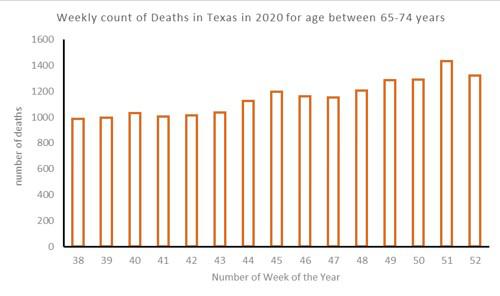 Weekly count of Deaths in Texas in 2020 for age between 65-74 years
1600
1400
1200
1000
800
600
400
200
0
number of deaths
38 39 40 41 42 43 44 45 46 47 48 49 50 51 52
Number of Week of the Year